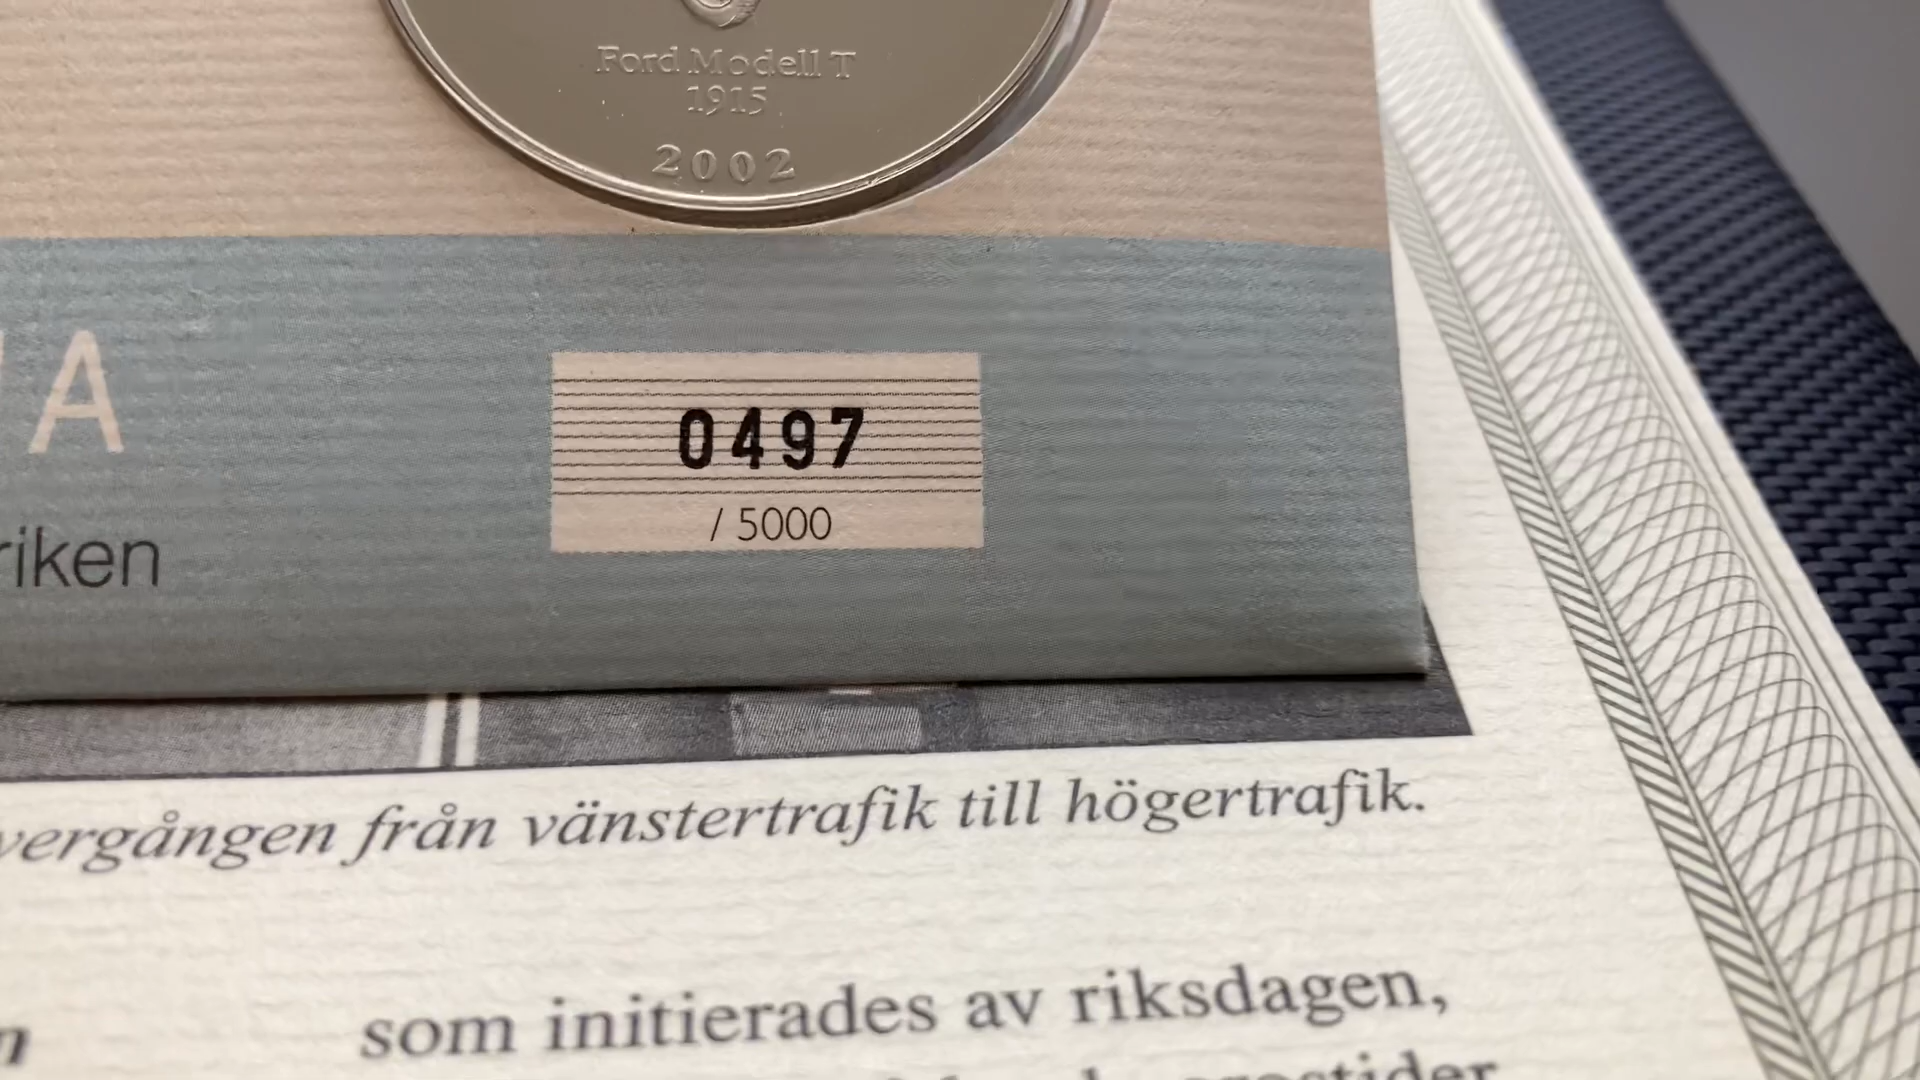 Ford Modell T
1915
2002
A
0497
/ 5000
riken
vergången från vänstertrafik till högertrafik.
n
som initierades av riksdagen,